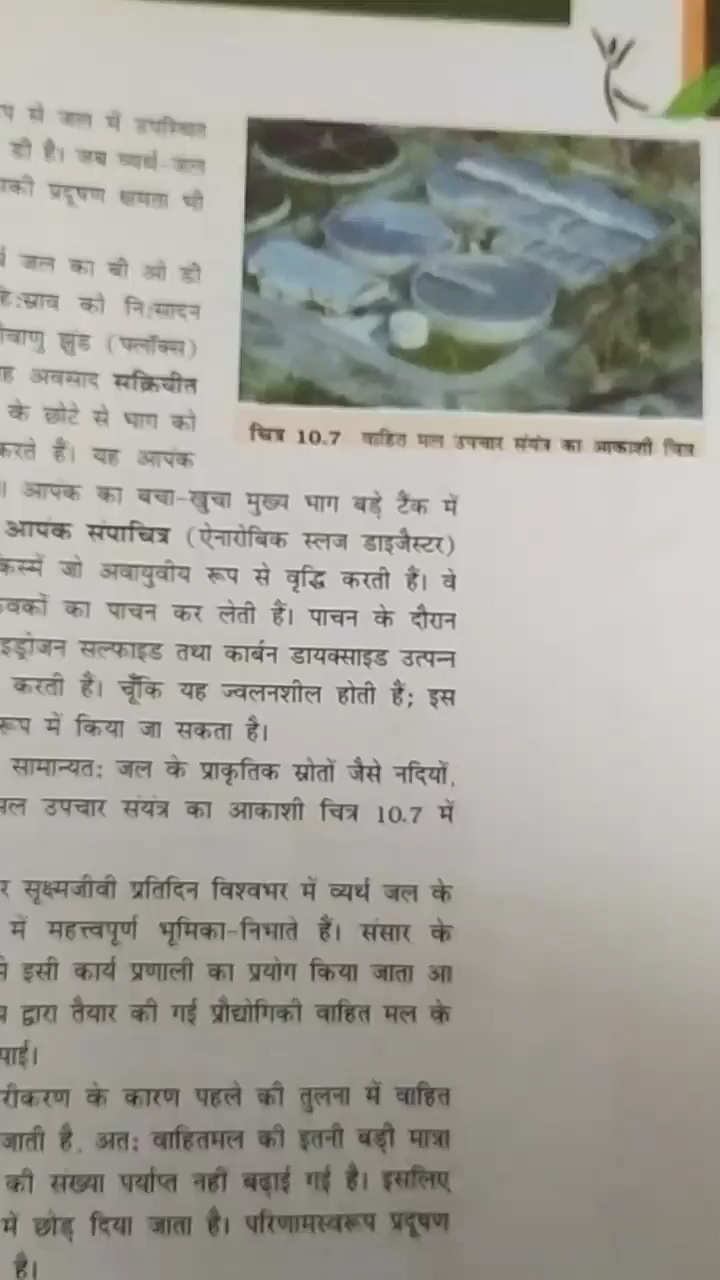 प से जल में उपस्थित
डी है। जब व्यर्थ-जल
की प्रदूषण क्षमता भी
जल का बी ओ डी
को नि:सादन
झुंड (फ्लॉक्स)
ह अवसाद सक्रियीत
के छोटे से भाग को
करते हैं। यह आपंक
चित्र 10.7 वाहित मल उपचार संयंत्र का आकाशी चित्र
। आपंक का बचा-खुचा मुख्य भाग बड़े टैंक में
आपंक संपाचित्र (ऐनारोबिक स्लज डाइजैस्टर)
किस्में जो अवायुवीय रूप से वृद्धि करती हैं। वे
वकों का पाचन कर लेती हैं। पाचन के दौरान
इड्रोजन सल्फाइड तथा कार्बन डायक्साइड उत्पन्न
करती हैं। चूँकि यह ज्वलनशील होती हैं; इस
रूप में किया जा सकता है।
सामान्यत: जल के प्राकृतिक स्रोतों जैसे नदियों,
मल उपचार संयंत्र का आकाशी चित्र 10.7 में
र सूक्ष्मजीवी प्रतिदिन विश्वभर में व्यर्थ जल के
में महत्त्वपूर्ण भूमिका-निभाते हैं। संसार के
इसी कार्य प्रणाली का प्रयोग किया जाता आ
द्वारा तैयार की गई प्रौद्योगिकी वाहित मल के
पाई।
रीकरण के कारण पहले की तुलना में वाहित
जाती है, अत: वाहितमल की इतनी बड़ी मात्रा
की संख्या पर्याप्त नहीं बढ़ाई गई है। इसलिए
में छोड़ दिया जाता है। परिणामस्वरूप प्रदूषण
है।